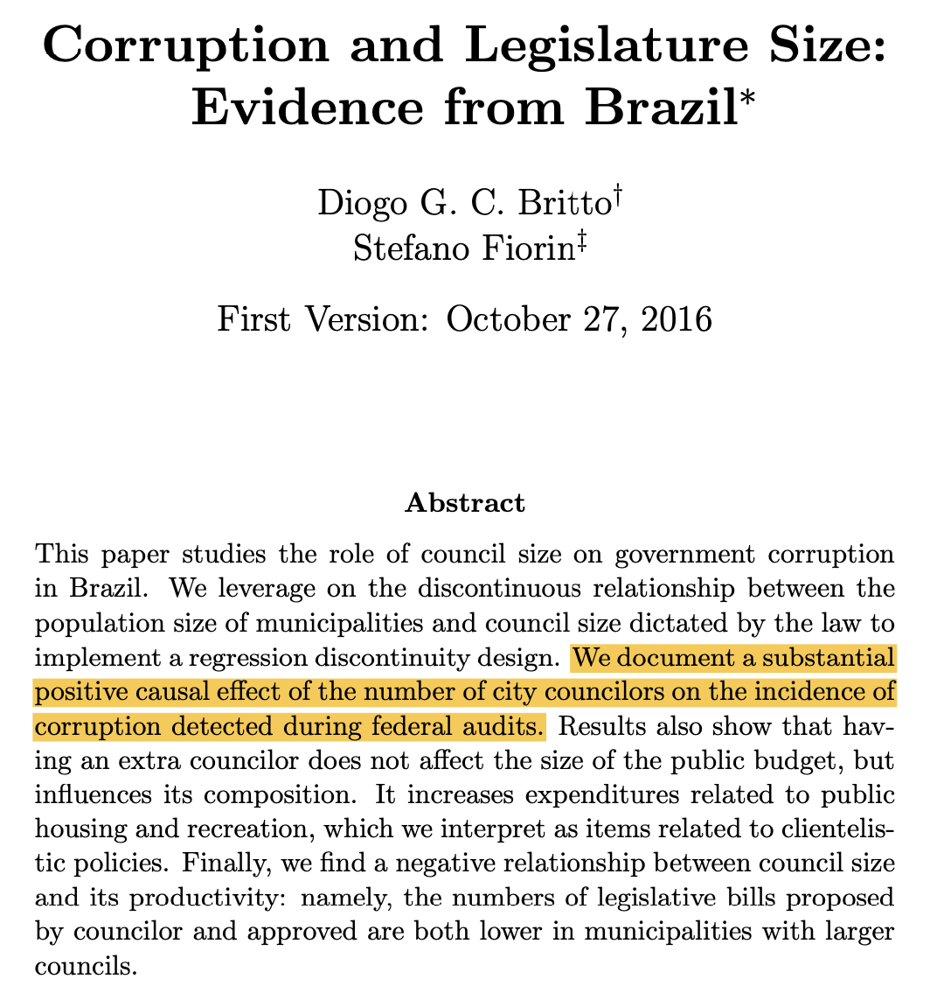 Corruption and Legislature Size:
Evidence from Brazil*
Diogo G. C. Britto†
Stefano Fiorin‡
First Version: October 27, 2016
Abstract
This paper studies the role of council size on government corruption
in Brazil. We leverage on the discontinuous relationship between the
population size of municipalities and council size dictated by the law to
implement a regression discontinuity design. We document a substantial
positive causal effect of the number of city councilors on the incidence of
corruption detected during federal audits. Results also show that hav-
ing an extra councilor does not affect the size of the public budget, but
influences its composition. It increases expenditures related to public
housing and recreation, which we interpret as items related to clientelis-
tic policies. Finally, we find a negative relationship between council size
and its productivity: namely, the numbers of legislative bills proposed
by councilor and approved are both lower in municipalities with larger
councils.